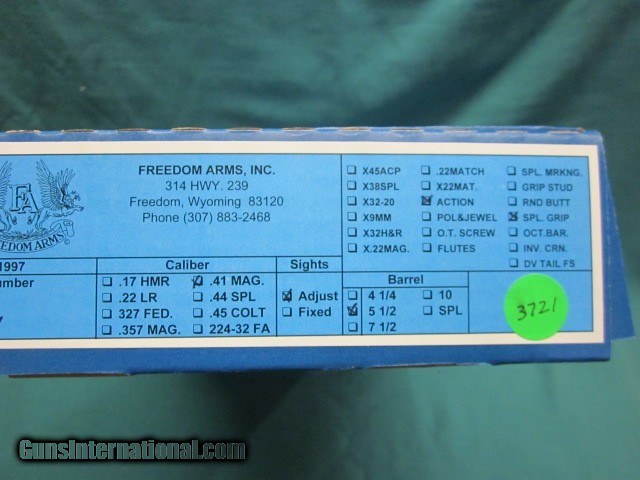 FA
FREEDOM ARMS
FREEDOM ARMS, INC.
314 HWY. 239
Freedom, Wyoming 83120
Phone (307) 883-2468
X45ACP .22MATCH SPL. MRKNG.
X38SPL X22MAT. GRIP STUD
X32-20 ACTION RND BUTT
X9MM POL&JEWEL SPL. GRIP
X32H&R O.T. SCREW OCT.BAR.
X.22MAG. FLUTES INV. CRN.
DV TAIL FS
1997
Caliber
Sights
Barrel
.17 HMR .41 MAG.
.22 LR .44 SPL
327 FED. .45 COLT
.357 MAG. 224-32 FA
Adjust
Fixed
4 1/4 10
5 1/2 SPL
7 1/2
3721
GunsInternational.com